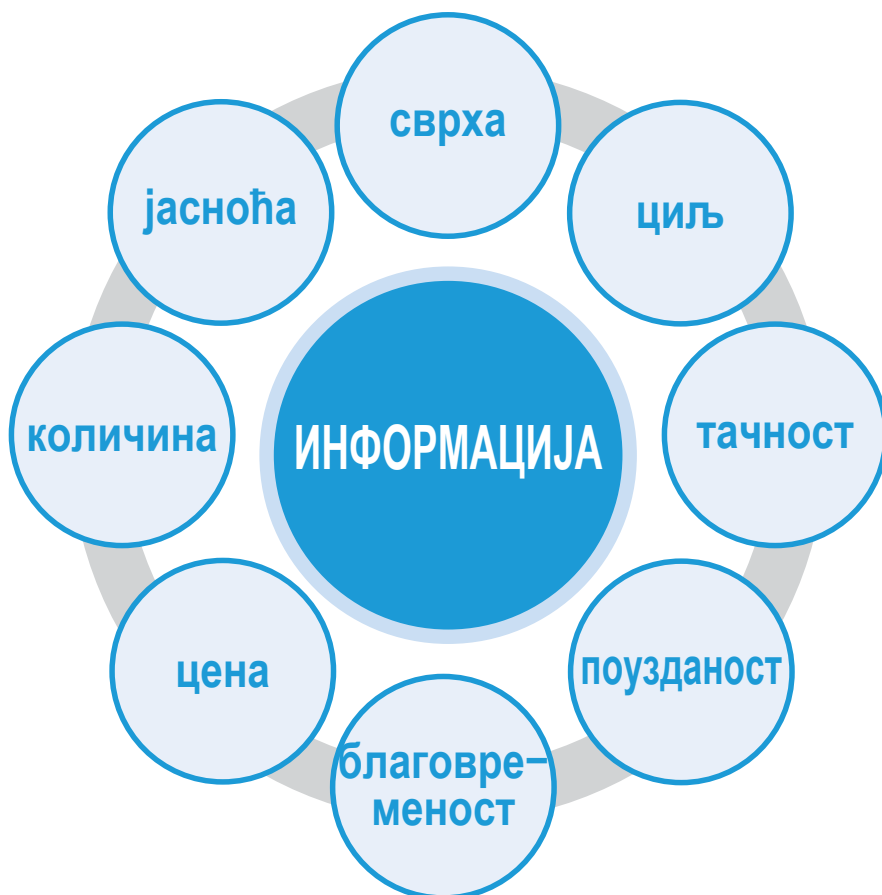 сврха
циљ
тачност
поузданост
благовре–
меност
цена
количина
јасноћа
ИНФОРМАЦИЈА